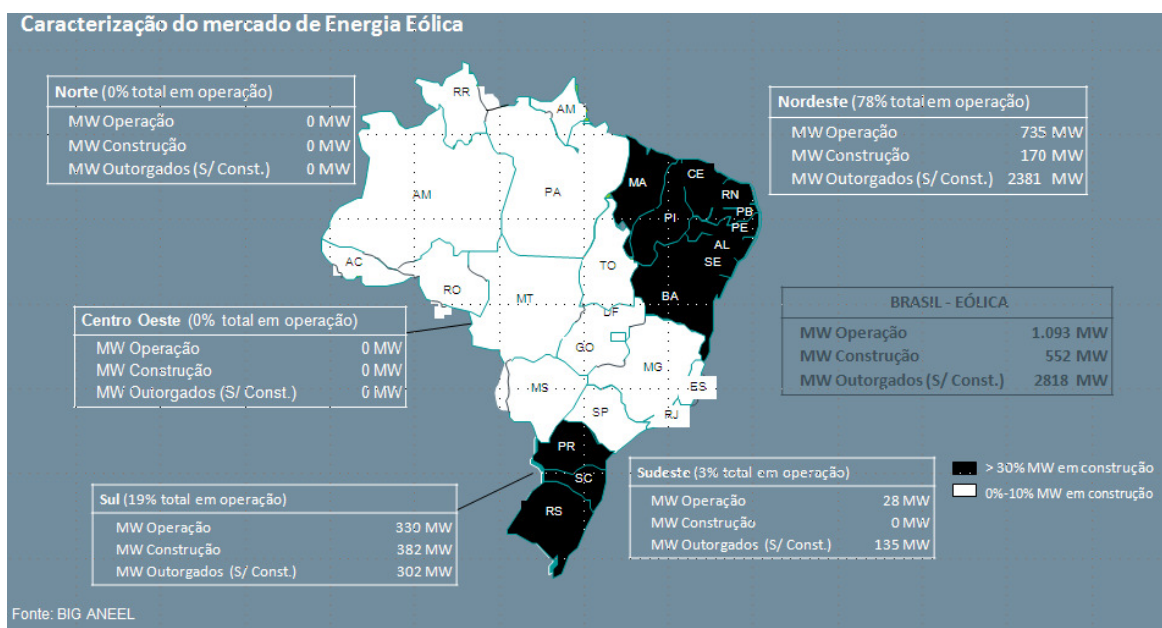 Caracterização do mercado de Energia Eólica
Norte (0% total em operação)
MW Operação 0 MW
MW Construção 0 MW
MW Outorgados (S/ Const.) 0 MW
Nordeste (78% total em operação)
MW Operação 735 MW
MW Construção 170 MW
MW Outorgados (S/ Const.) 2381 MW
RR
AM
AM
PA
MA
CE
RN
PB
PE
PI
AL
SE
AC
TO
RO
MT
BA
DF
GO
MG
ES
MS
SP
RJ
PR
SC
RS
Centro Oeste (0% total em operação)
MW Operação 0 MW
MW Construção 0 MW
MW Outorgados (S/ Const.) 0 MW
BRASIL - EÓLICA
MW Operação 1.093 MW
MW Construção 552 MW
MW Outorgados (S/ Const.) 2818 MW
Sul (19% total em operação)
MW Operação 330 MW
MW Construção 382 MW
MW Outorgados (S/ Const.) 302 MW
Sudeste (3% total em operação)
MW Operação 28 MW
MW Construção 0 MW
MW Outorgados (S/ Const.) 135 MW
> 30% MW em construção
0%-10% MW em construção
Fonte: BIG ANEEL